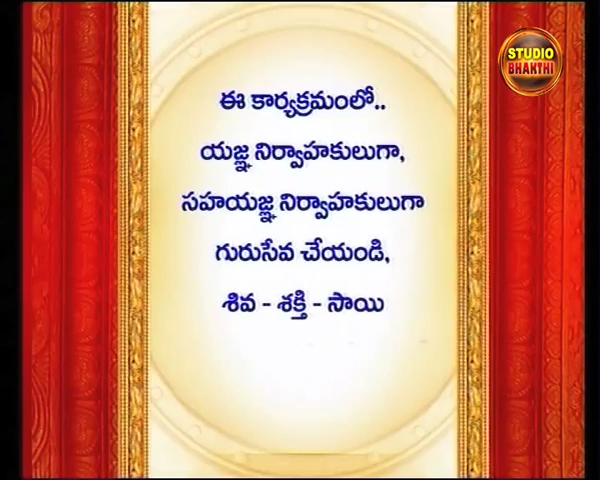 STUDIO
BHAKTHI
ఈ కార్యక్రమంలో..
యజ్ఞ నిర్వాహకులుగా,
సహయజ్ఞ నిర్వాహకులుగా
గురుసేవ చేయండి,
శివ - శక్తి - సాయి